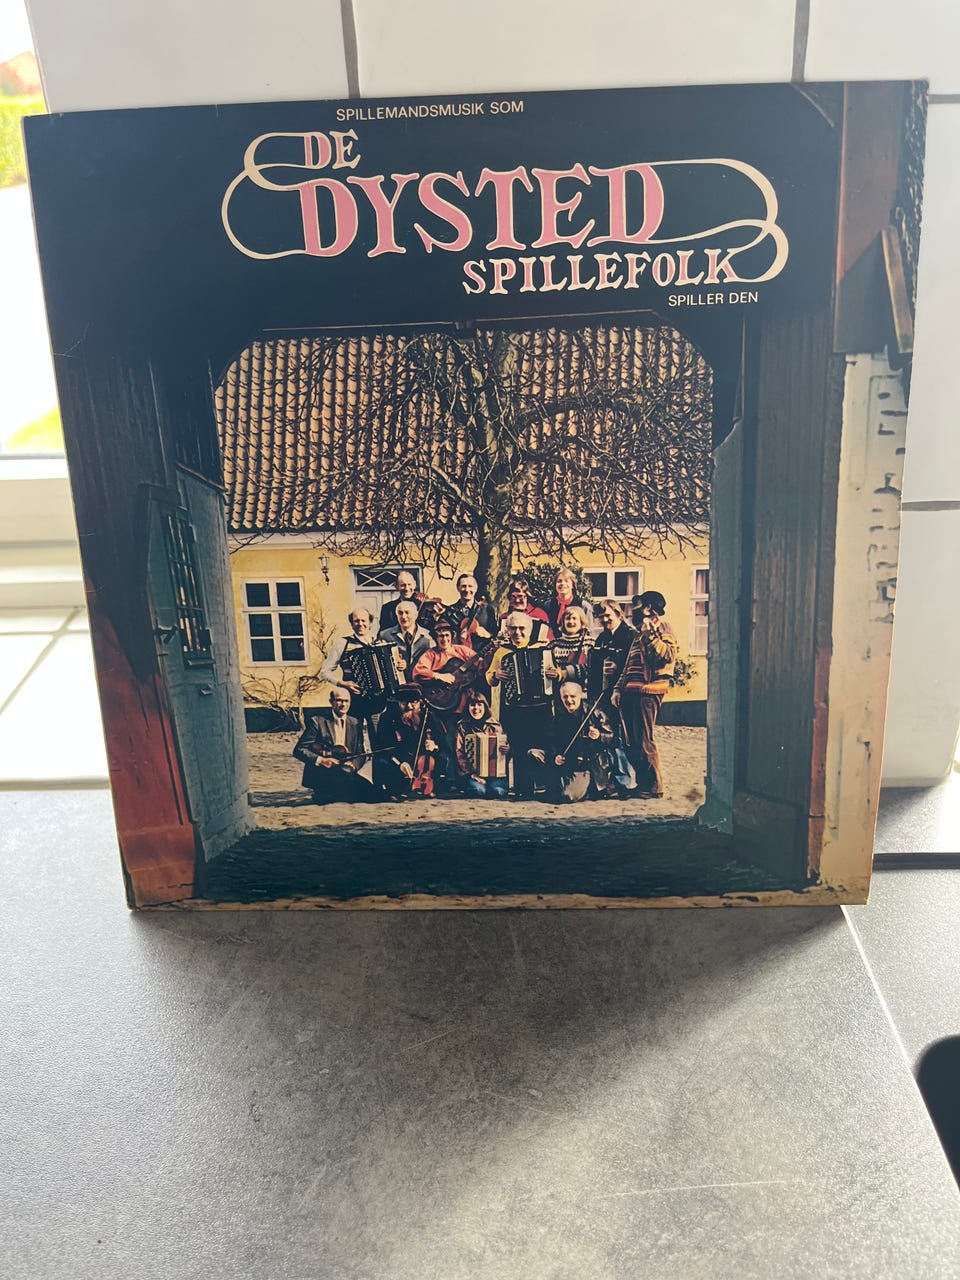 SPILLEMANDSMUSIK SOM
DE
DYSTED
SPILLEFOLK
SPILLER DEN